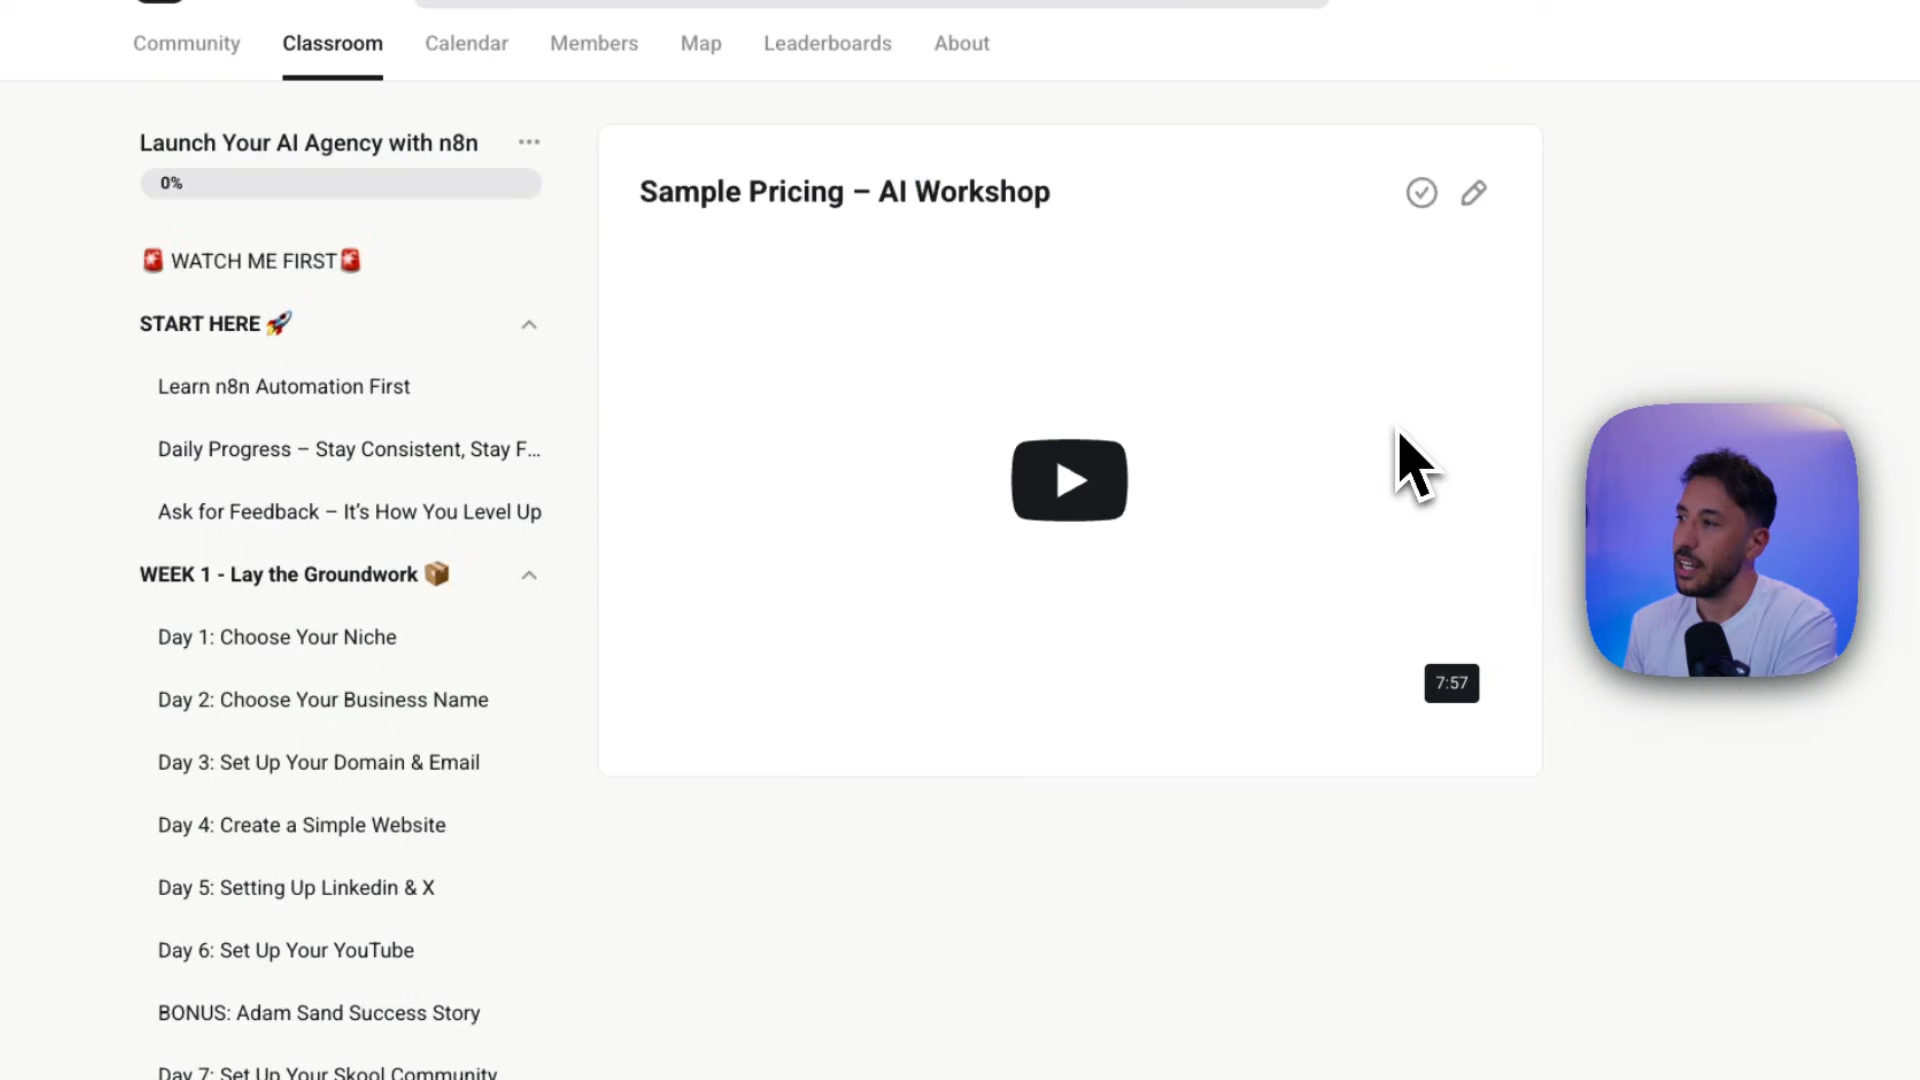 Community Classroom Calendar Members Map Leaderboards About
Launch Your AI Agency with n8n
0%
🚨 WATCH ME FIRST🚨
START HERE 🚀
Learn n8n Automation First
Daily Progress – Stay Consistent, Stay F...
Ask for Feedback – It’s How You Level Up
WEEK 1 - Lay the Groundwork 📦
Day 1: Choose Your Niche
Day 2: Choose Your Business Name
Day 3: Set Up Your Domain & Email
Day 4: Create a Simple Website
Day 5: Setting Up Linkedin & X
Day 6: Set Up Your YouTube
BONUS: Adam Sand Success Story
Day 7: Set Up Your Skool Community
Sample Pricing – AI Workshop
7:57